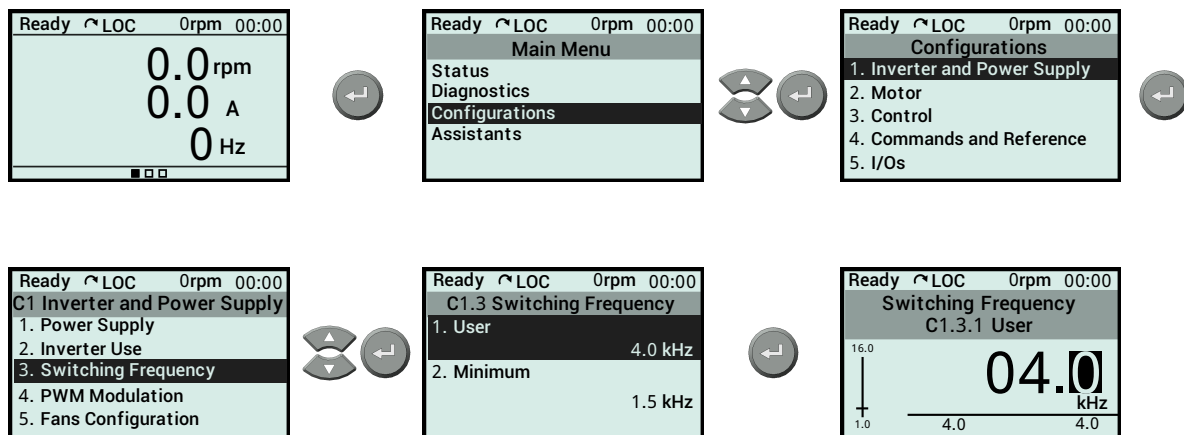 Ready LOC 0rpm 00:00
0.0 rpm
0.0 A
0 Hz
Ready LOC 0rpm 00:00
Main Menu
Status
Diagnostics
Configurations
Assistants
Ready LOC 0rpm 00:00
Configurations
1. Inverter and Power Supply
2. Motor
3. Control
4. Commands and Reference
5. I/Os
Ready LOC 0rpm 00:00
C1 Inverter and Power Supply
1. Power Supply
2. Inverter Use
3. Switching Frequency
4. PWM Modulation
5. Fans Configuration
Ready LOC 0rpm 00:00
C1.3 Switching Frequency
1. User
4.0 kHz
2. Minimum
1.5 kHz
Ready LOC 0rpm 00:00
Switching Frequency
C1.3.1 User
16.0
04.0
kHz
1.0 4.0 4.0